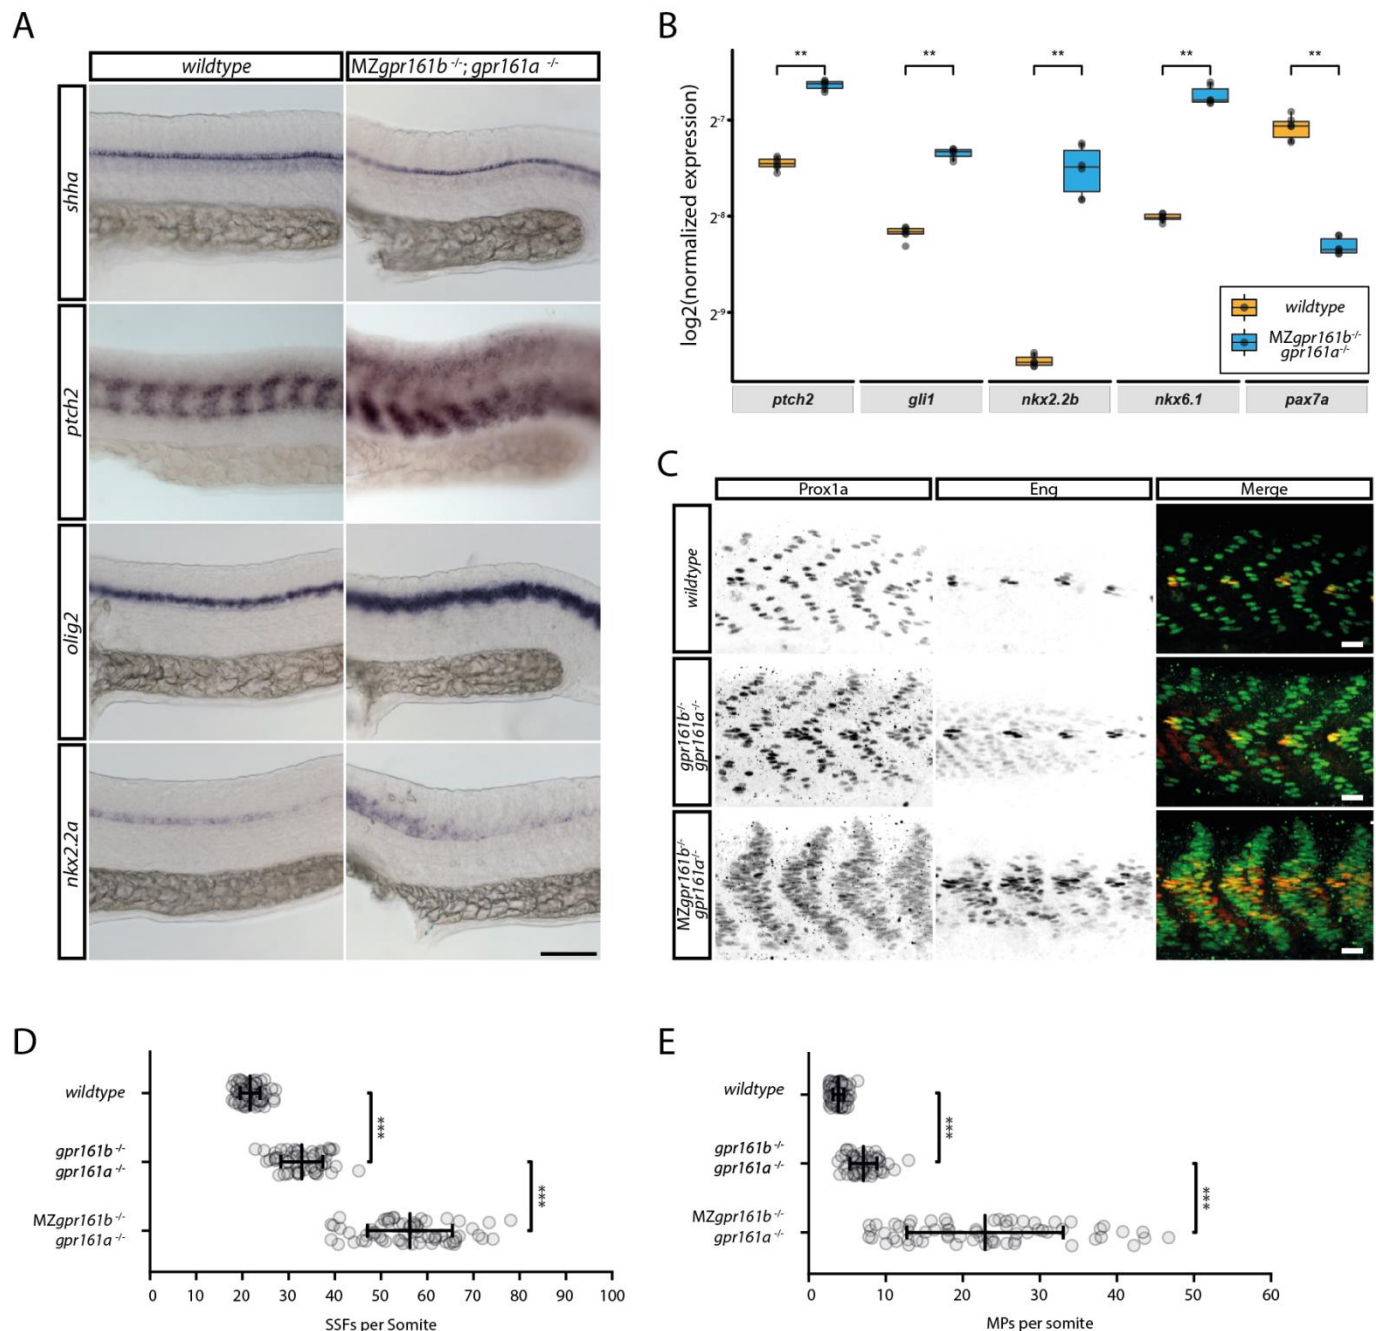 A
wildtype
MZgpr161b-/-; gpr161a -/-
shha
ptch2
olig2
nkx2.2a
B
** ** ** ** **
log2(normalized expression)
2-7
2-8
2-9
wildtype
MZgpr161b-/-
gpr161a-/-
ptch2 gli1 nkx2.2b nkx6.1 pax7a
C
Prox1a Eng Merge
wildtype
gpr161b-/-
gpr161a-/-
MZgpr161b-/-
gpr161a-/-
D
wildtype
gpr161b-/-
gpr161a-/-
MZgpr161b-/-
gpr161a-/-
***
***
0 10 20 30 40 50 60 70 80 90 100
SSFs per Somite
E
wildtype
gpr161b-/-
gpr161a-/-
MZgpr161b-/-
gpr161a-/-
***
***
0 10 20 30 40 50 60
MPs per somite